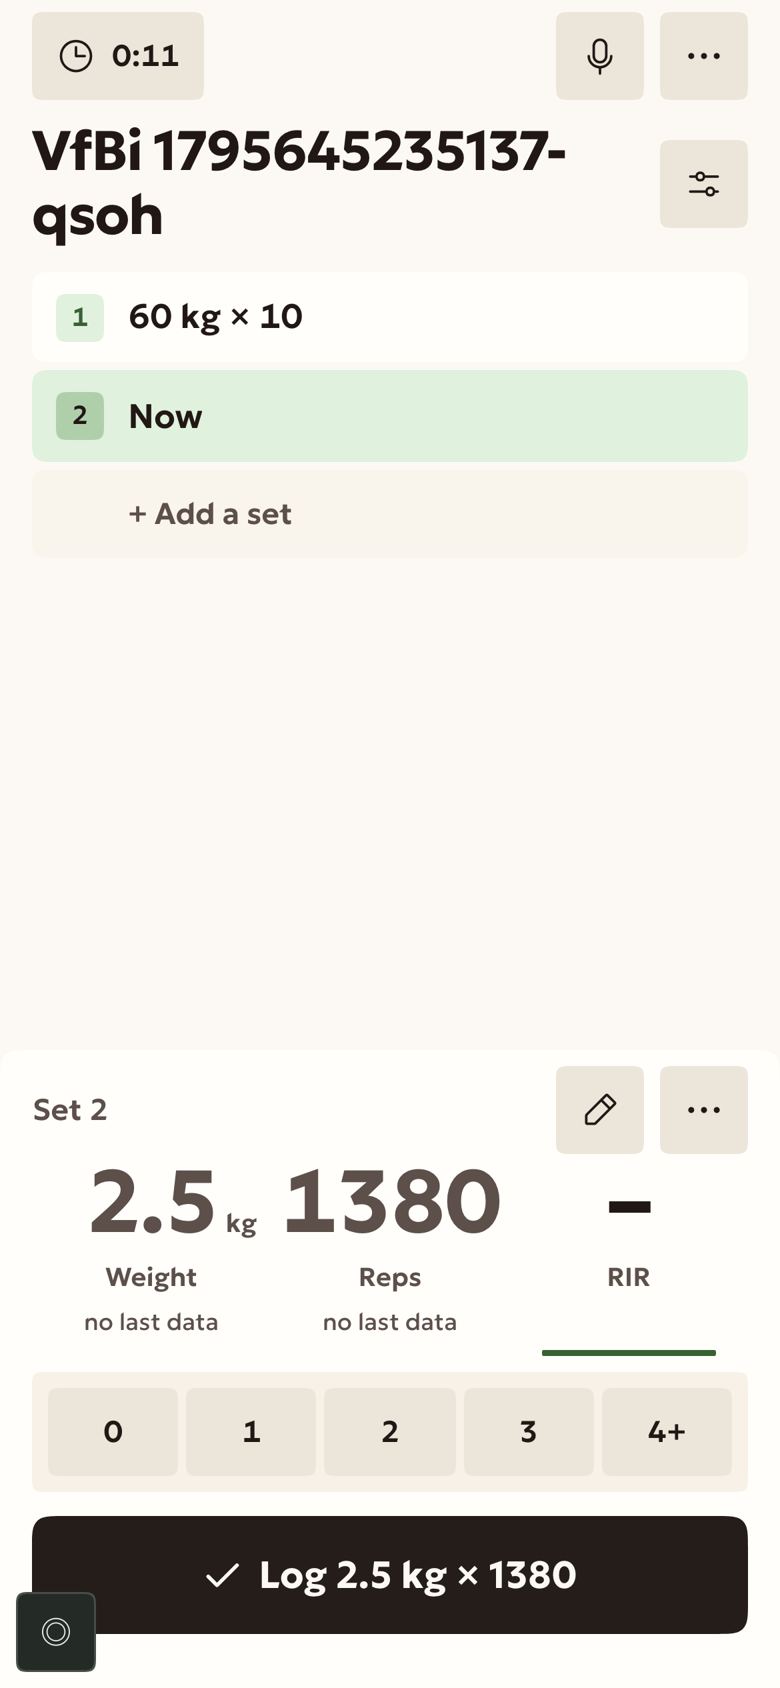 0:11
VfBi 1795645235137-
qsoh
1 60 kg × 10
2 Now
+ Add a set
Set 2
2.5 kg 1380 –
Weight Reps RIR
no last data no last data
0 1 2 3 4+
Log 2.5 kg × 1380